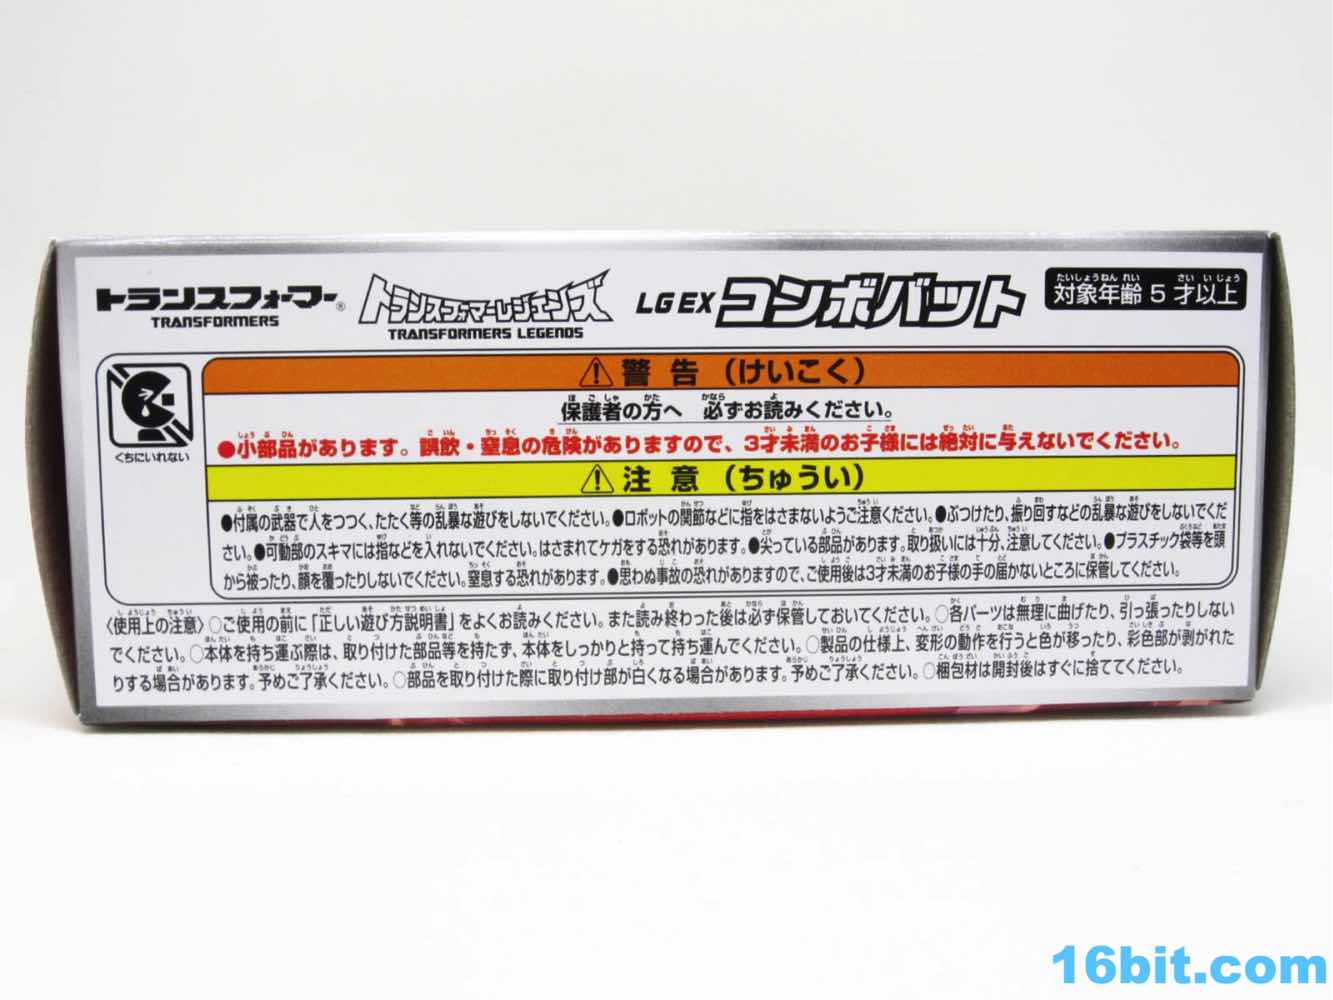 トランスフォーマー®
TRANSFORMERS
トランスフォーマーレジェンズ
TRANSFORMERS LEGENDS
LG EX コンボバット
対象年齢 5 才以上
くちにいれない
警告（けいこく）
保護者の方へ　必ずお読みください。
●小部品があります。誤飲・窒息の危険がありますので、3才未満のお子様には絶対に与えないでください。
注意（ちゅうい）
●付属の武器で人をつつく、たたく等の乱暴な遊びをしないでください。●ロボットの関節などに指をはさまないようご注意ください。●ぶつけたり、振り回すなどの乱暴な遊びをしないでくだ
さい。●可動部のスキマには指などを入れないでください。はさまれてケガをする恐れがあります。●尖っている部品があります。取り扱いには十分、注意してください。●プラスチック袋等を頭
から被ったり、顔を覆ったりしないでください。窒息する恐れがあります。●思わぬ事故の恐れがありますので、ご使用後は3才未満のお子様の手の届かないところに保管してください。
〈使用上の注意〉○ご使用の前に「正しい遊び方説明書」をよくお読みください。また読み終わった後は必ず保管しておいてください。○各パーツは無理に曲げたり、引っ張ったりしない
でください。○本体を持ち運ぶ際は、取り付けた部品等を持たず、本体をしっかりと持って持ち運んでください。○製品の仕様上、変形の動作を行うと色が移ったり、彩色部が剥がれた
りする場合があります。予めご了承ください。○部品を取り付けた際に取り付け部が白くなる場合があります。予めご了承ください。○梱包材は開封後はすぐに捨ててください。
16bit.com